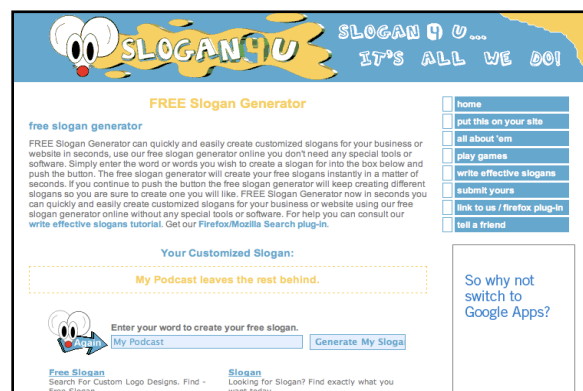 SLOGAN4U
SLOGAN 4 U...
IT'S ALL WE DO!
FREE Slogan Generator
free slogan generator
FREE Slogan Generator can quickly and easily create customized slogans for your business or
website in seconds, use our free slogan generator online you don't need any special tools or
software. Simply enter the word or words you wish to create a slogan for into the box below and
push the button. The free slogan generator will create your free slogans instantly in a matter of
seconds. If you continue to push the button the free slogan generator will keep creating different
slogans so you are sure to create one you will like. FREE Slogan Generator now in seconds you
can quickly and easily create customized slogans for your business or website using our free
slogan generator online without any special tools or software. For help you can consult our
write effective slogans tutorial. Get our Firefox/Mozilla Search plug-in.
Your Customized Slogan:
My Podcast leaves the rest behind.
Again
Enter your word to create your free slogan.
My Podcast
Generate My Sloga
Free Slogan
Search For Custom Logo Designs. Find -
Free Slogan
Slogan
Looking for Slogan? Find exactly what you
want today
home
put this on your site
all about 'em
play games
write effective slogans
submit yours
link to us / firefox plug-in
tell a friend
So why not
switch to
Google Apps?